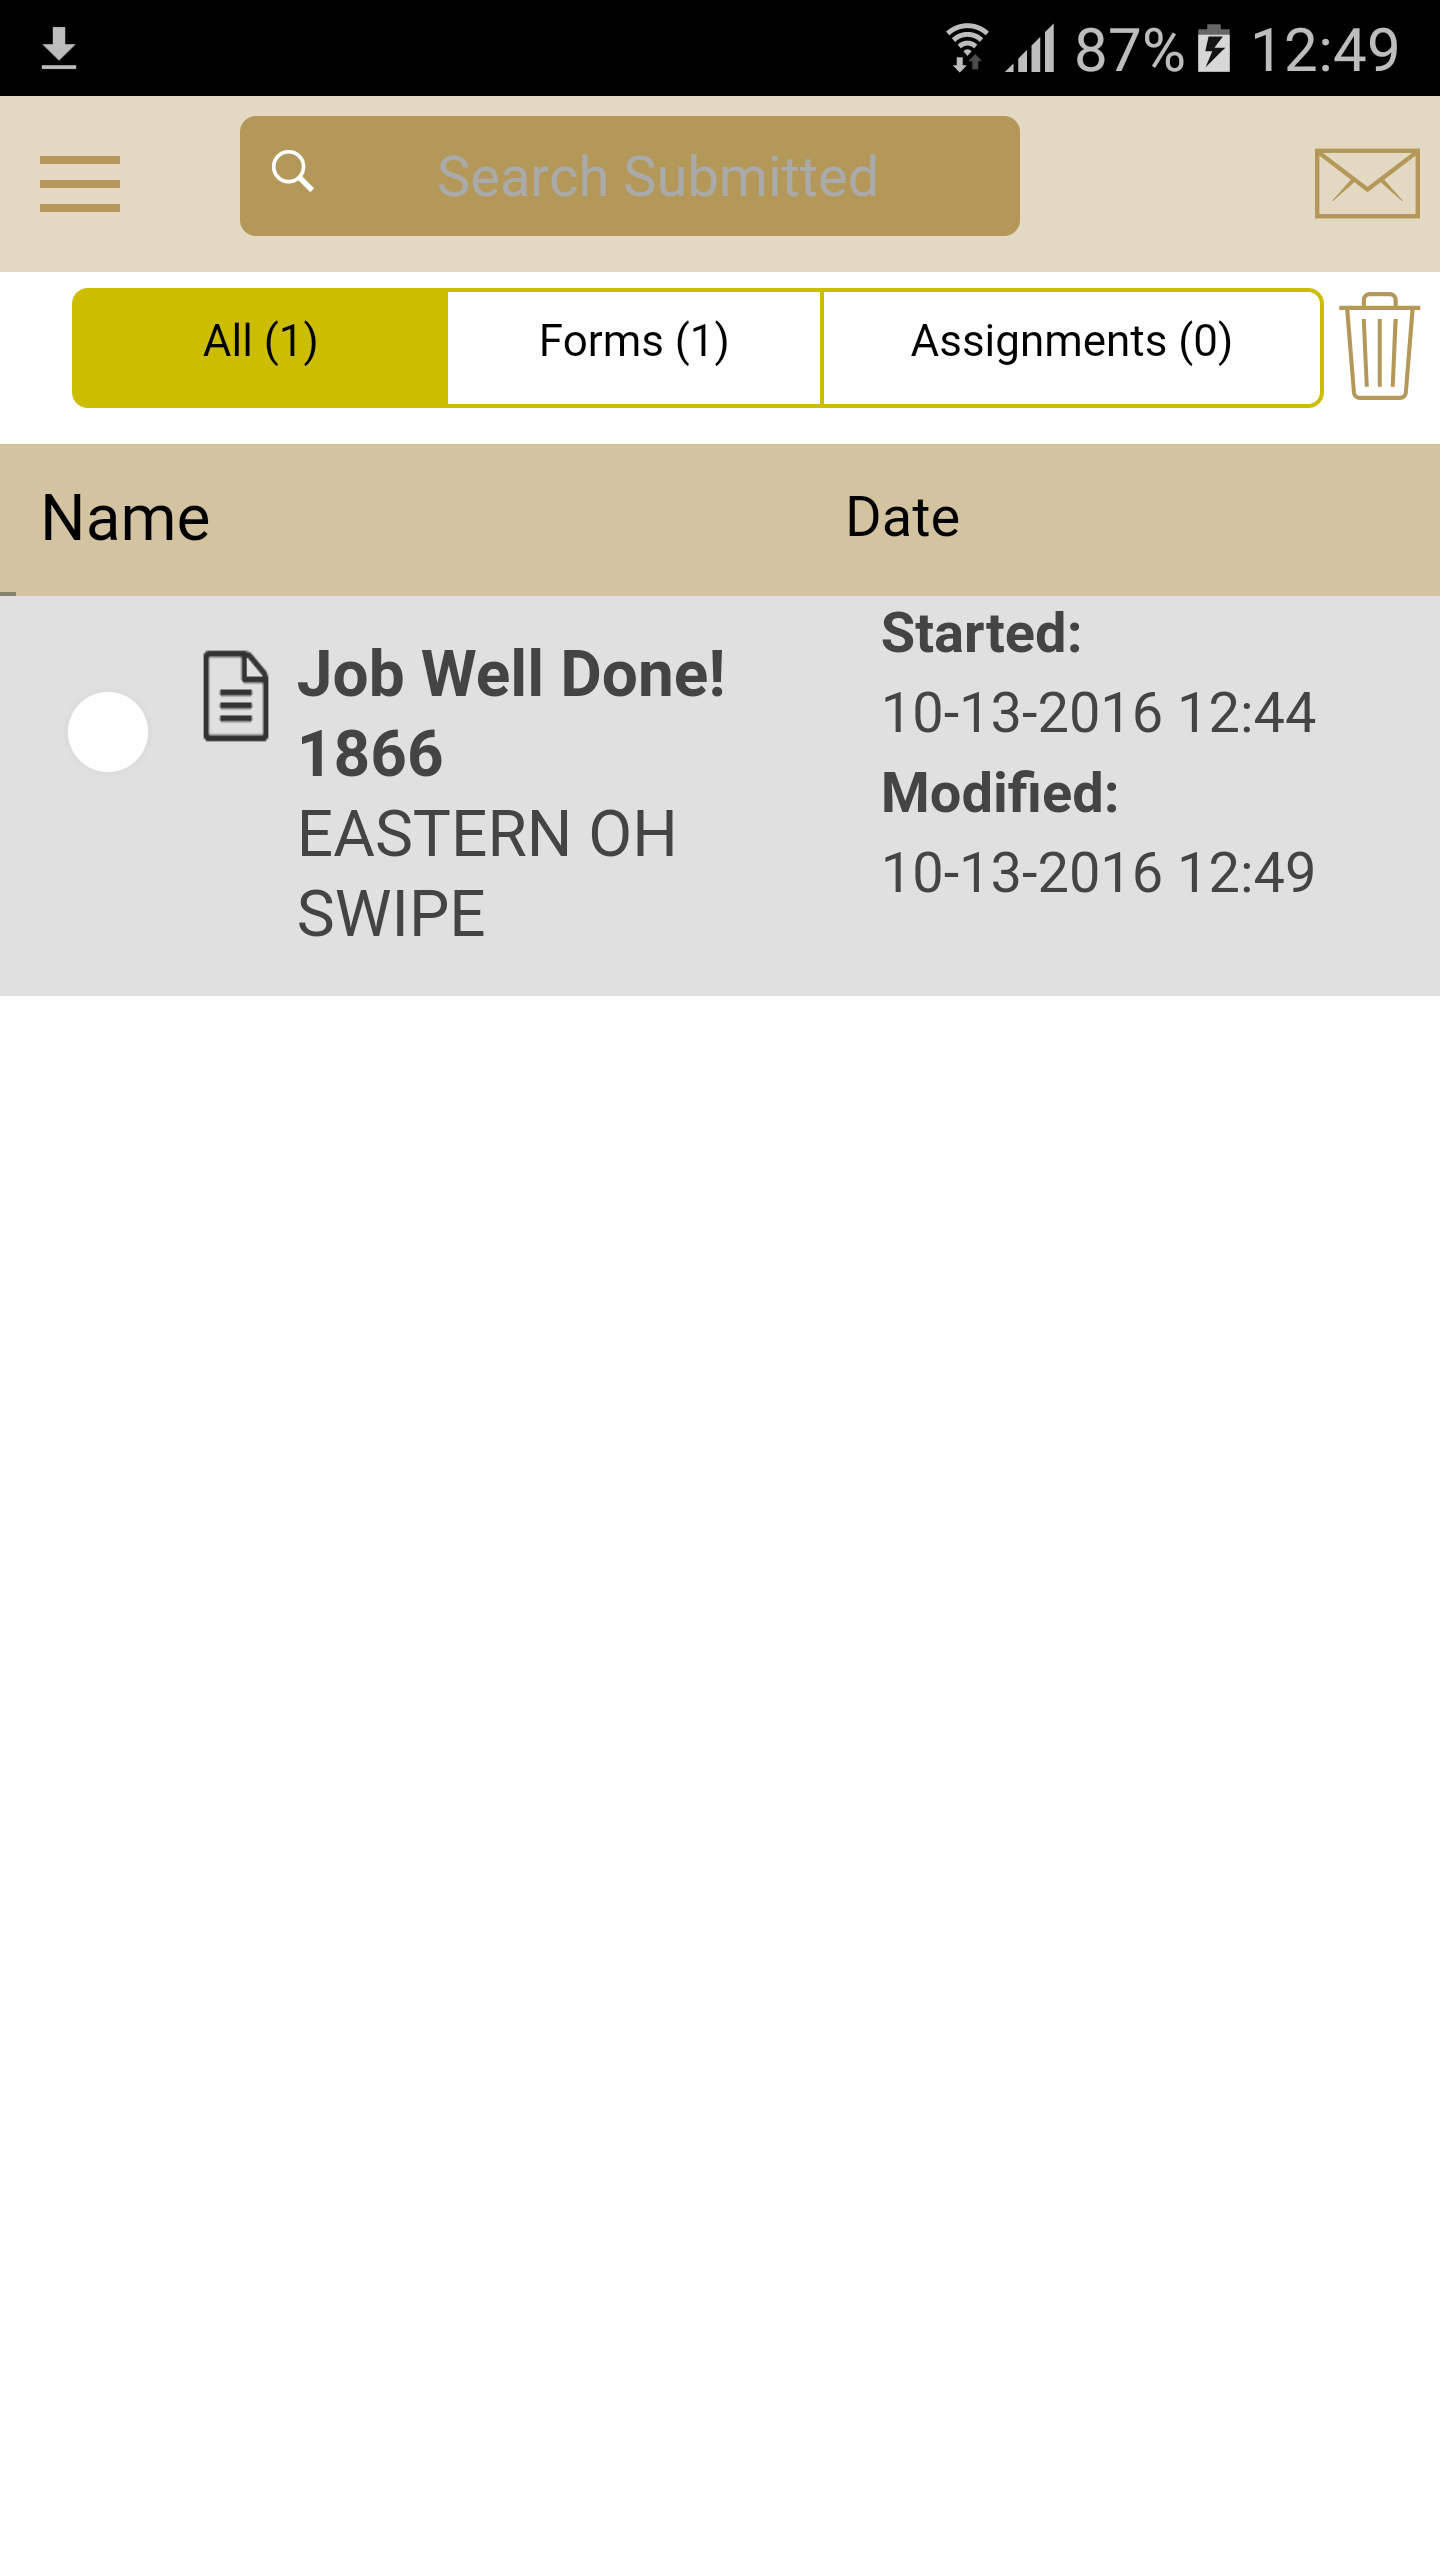 87% 12:49
Search Submitted
All (1) Forms (1) Assignments (0)
Name Date
Job Well Done!
1866
EASTERN OH
SWIPE
Started:
10-13-2016 12:44
Modified:
10-13-2016 12:49